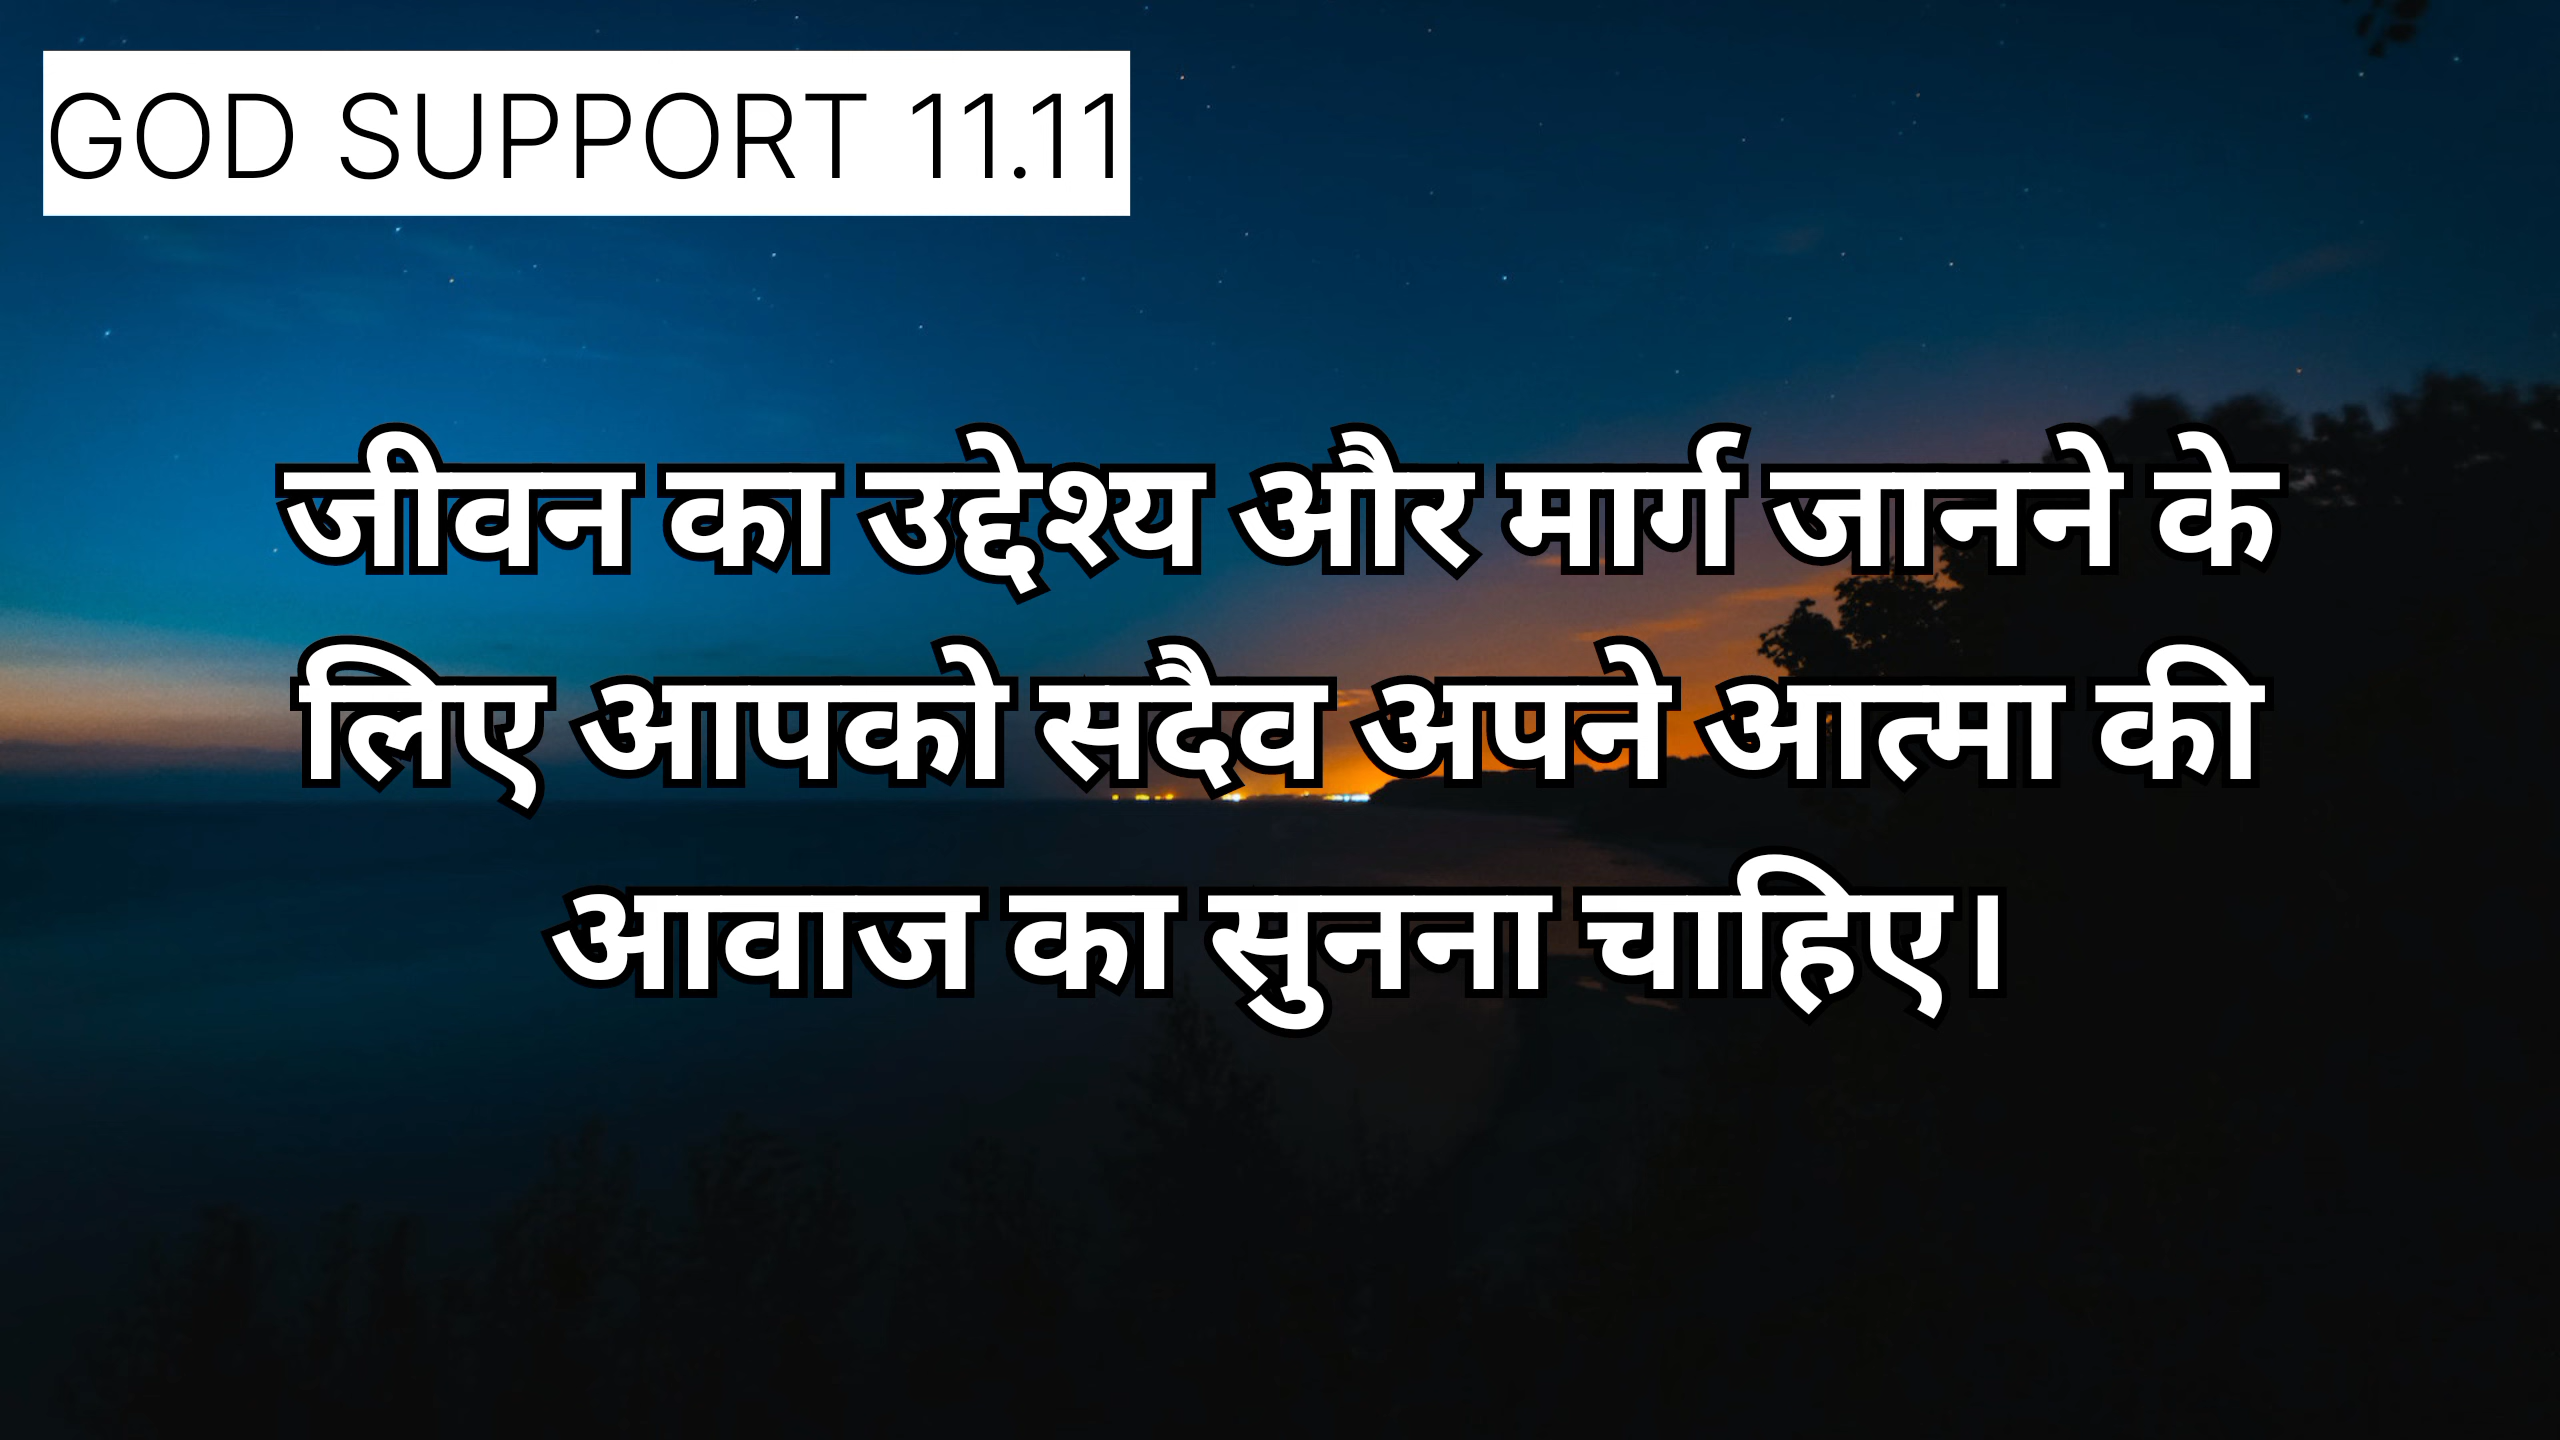 GOD SUPPORT 11.11
जीवन का उद्देश्य और मार्ग जानने के
लिए आपको सदैव अपने आत्मा की
आवाज का सुनना चाहिए।